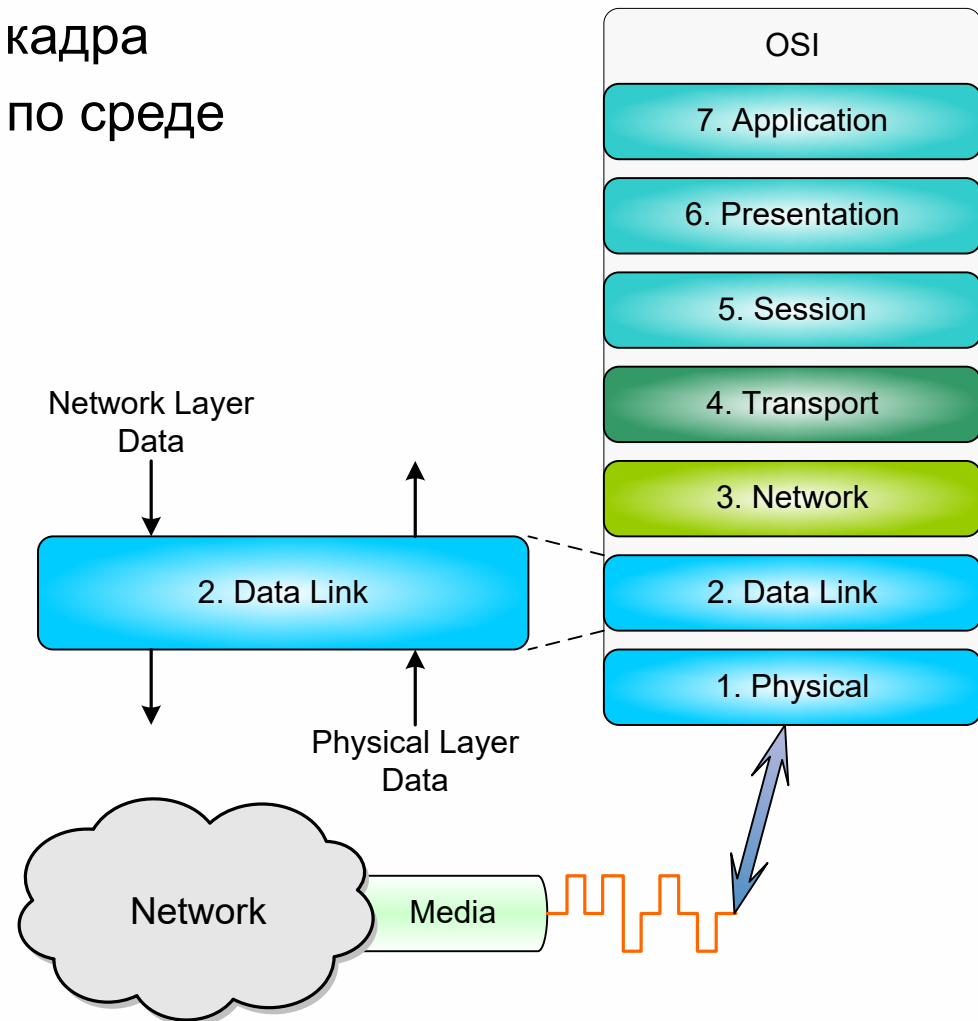 кадра
по среде
OSI
7. Application
6. Presentation
5. Session
4. Transport
3. Network
2. Data Link
1. Physical
Network Layer
Data
2. Data Link
Physical Layer
Data
Network
Media